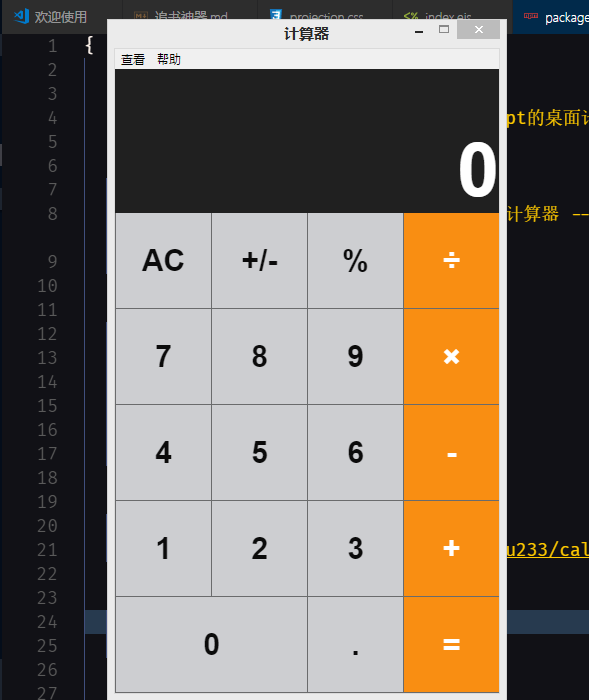 欢迎使用 追书神器.md projection.css index.ejs package
计算器
查看 帮助
0
AC +/- % ÷
7 8 9 ×
4 5 6 -
1 2 3 +
0 . =
1 {
2
3
4 pt的桌面
5
6
7
8 计算器 --
9
10
11
12
13
14
15
16
17
18
19
20
21 u233/cal
22
23
24
25
26
27